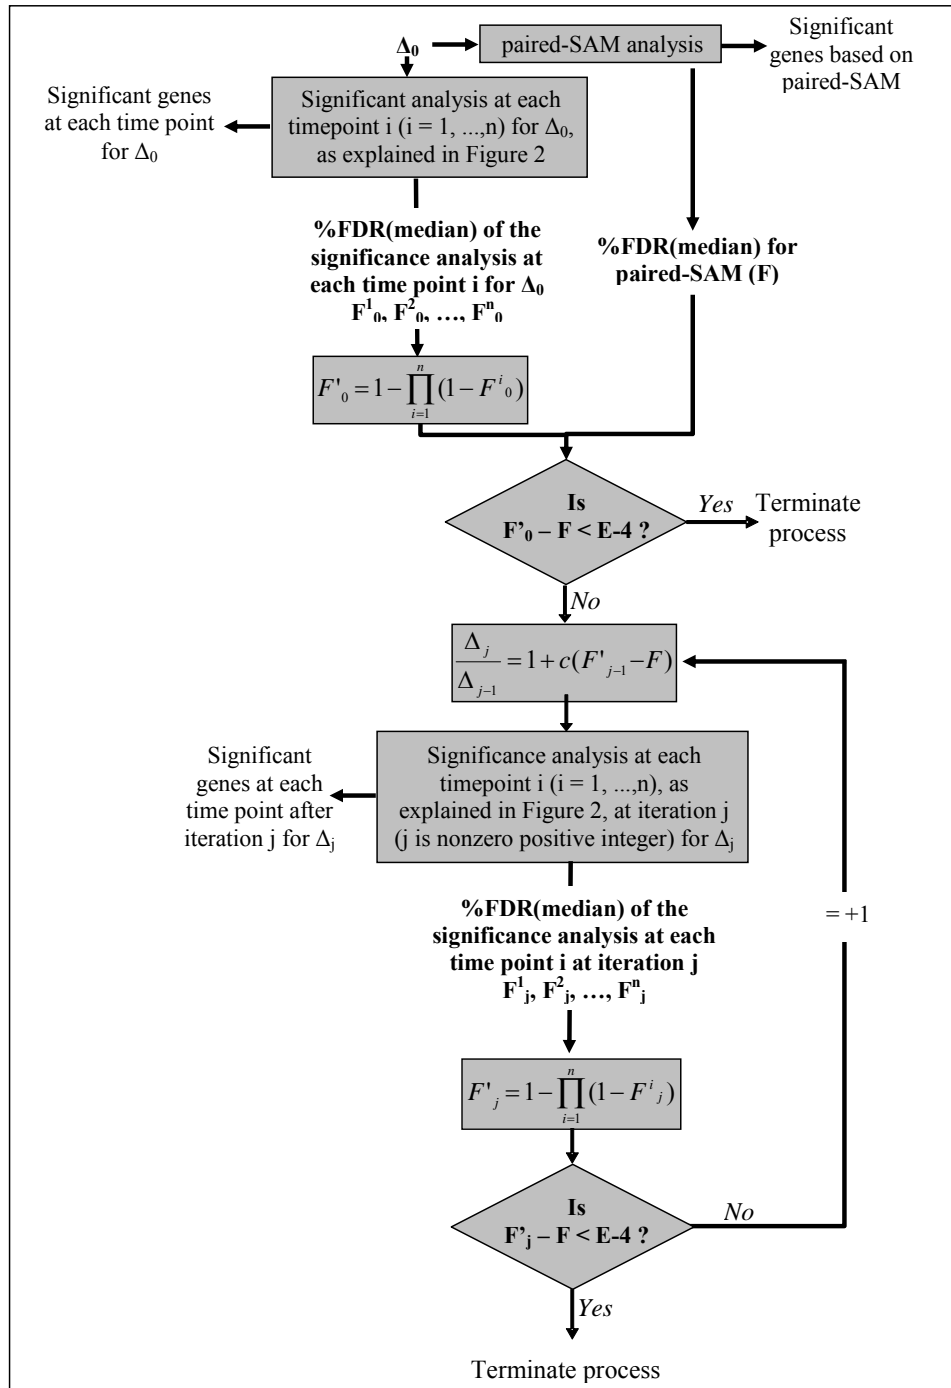 Δ₀
paired-SAM analysis
Significant
genes based on
paired-SAM
Significant genes
at each time point
for Δ₀
Significant analysis at each
timepoint i (i = 1, ...,n) for Δ₀,
as explained in Figure 2
%FDR(median) of the
significance analysis at
each time point i for Δ₀
F¹₀, F²₀, …, Fⁿ₀
%FDR(median) for
paired-SAM (F)
F'₀ = 1 − ∏ᵢ₌₁ⁿ (1 − Fⁱ₀)
Is
F’₀ – F < E-4 ?
Yes
Terminate
process
No
Δⱼ / Δⱼ₋₁ = 1 + c(F'ⱼ₋₁ − F)
Significant
genes at each
time point after
iteration j for Δⱼ
Significance analysis at each
timepoint i (i = 1, ...,n), as
explained in Figure 2, at iteration j
(j is nonzero positive integer) for Δⱼ
= +1
%FDR(median) of the
significance analysis at each
time point i at iteration j
F¹ⱼ, F²ⱼ, …, Fⁿⱼ
F'ⱼ = 1 − ∏ᵢ₌₁ⁿ (1 − Fⁱⱼ)
Is
F’ⱼ – F < E-4 ?
No
Yes
Terminate process